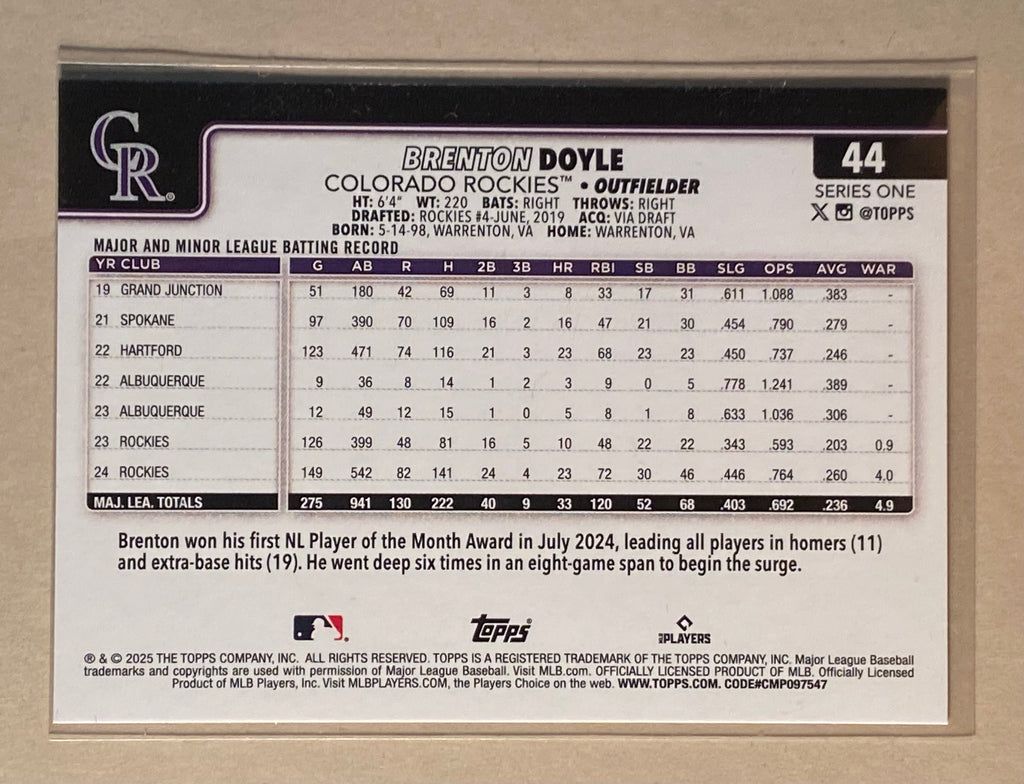 CR®
BRENTON DOYLE
44
COLORADO ROCKIES™ • OUTFIELDER
SERIES ONE
HT: 6'4" WT: 220 BATS: RIGHT THROWS: RIGHT
@TOPPS
DRAFTED: ROCKIES #4-JUNE, 2019 ACQ: VIA DRAFT
BORN: 5-14-98, WARRENTON, VA HOME: WARRENTON, VA
MAJOR AND MINOR LEAGUE BATTING RECORD
YR CLUB G AB R H 2B 3B HR RBI SB BB SLG OPS AVG WAR
19 GRAND JUNCTION 51 180 42 69 11 3 8 33 17 31 .611 1.088 .383 -
21 SPOKANE 97 390 70 109 16 2 16 47 21 30 .454 .790 .279 -
22 HARTFORD 123 471 74 116 21 3 23 68 23 23 .450 .737 .246 -
22 ALBUQUERQUE 9 36 8 14 1 2 3 9 0 5 .778 1.241 .389 -
23 ALBUQUERQUE 12 49 12 15 1 0 5 8 1 8 .633 1.036 .306 -
23 ROCKIES 126 399 48 81 16 5 10 48 22 22 .343 .593 .203 0.9
24 ROCKIES 149 542 82 141 24 4 23 72 30 46 .446 .764 .260 4.0
MAJ. LEA. TOTALS 275 941 130 222 40 9 33 120 52 68 .403 .692 .236 4.9
Brenton won his first NL Player of the Month Award in July 2024, leading all players in homers (11)
and extra-base hits (19). He went deep six times in an eight-game span to begin the surge.
Topps®
MLB PLAYERS
® & © 2025 THE TOPPS COMPANY, INC. ALL RIGHTS RESERVED. TOPPS IS A REGISTERED TRADEMARK OF THE TOPPS COMPANY, INC. Major League Baseball
trademarks and copyrights are used with permission of Major League Baseball. Visit MLB.com. OFFICIALLY LICENSED PRODUCT OF MLB. Officially Licensed
Product of MLB Players, Inc. Visit MLBPLAYERS.COM, the Players Choice on the web. WWW.TOPPS.COM. CODE#CMP097547